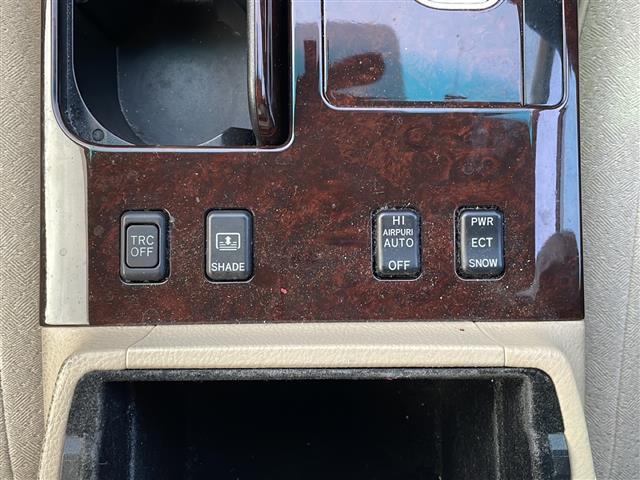 TRC
OFF
SHADE
HI
AIRPURI
AUTO
OFF
PWR
ECT
SNOW